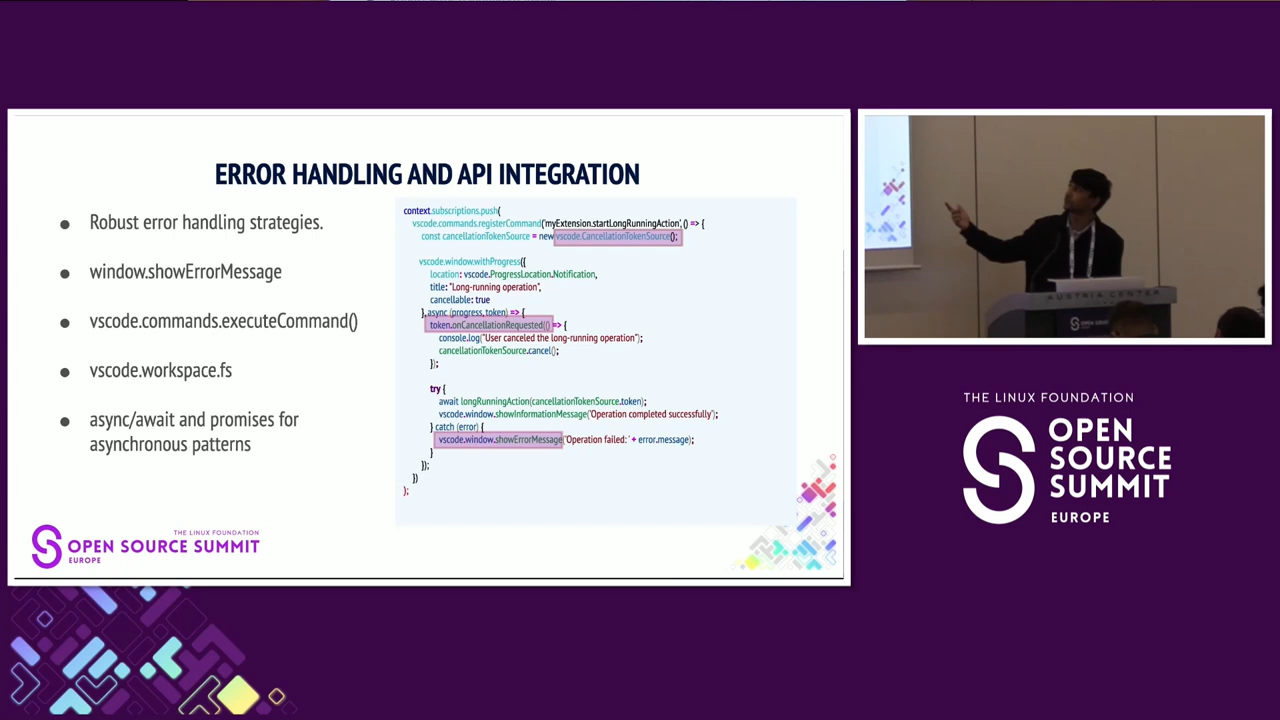 ERROR HANDLING AND API INTEGRATION
● Robust error handling strategies.
● window.showErrorMessage
● vscode.commands.executeCommand()
● vscode.workspace.fs
● async/await and promises for
asynchronous patterns
context.subscriptions.push(
vscode.commands.registerCommand('myExtension.startLongRunningAction', () => {
const cancellationTokenSource = new vscode.CancellationTokenSource();
vscode.window.withProgress({
location: vscode.ProgressLocation.Notification,
title: "Long-running operation",
cancellable: true
}, async (progress, token) => {
token.onCancellationRequested(() => {
console.log("User canceled the long-running operation");
cancellationTokenSource.cancel();
});
try {
await longRunningAction(cancellationTokenSource.token);
vscode.window.showInformationMessage('Operation completed successfully');
} catch (error) {
vscode.window.showErrorMessage('Operation failed: ' + error.message);
}
});
})
);
THE LINUX FOUNDATION
OPEN SOURCE SUMMIT
EUROPE
AUSTRIA CENTER
THE LINUX FOUNDATION
OPEN
SOURCE
SUMMIT
EUROPE